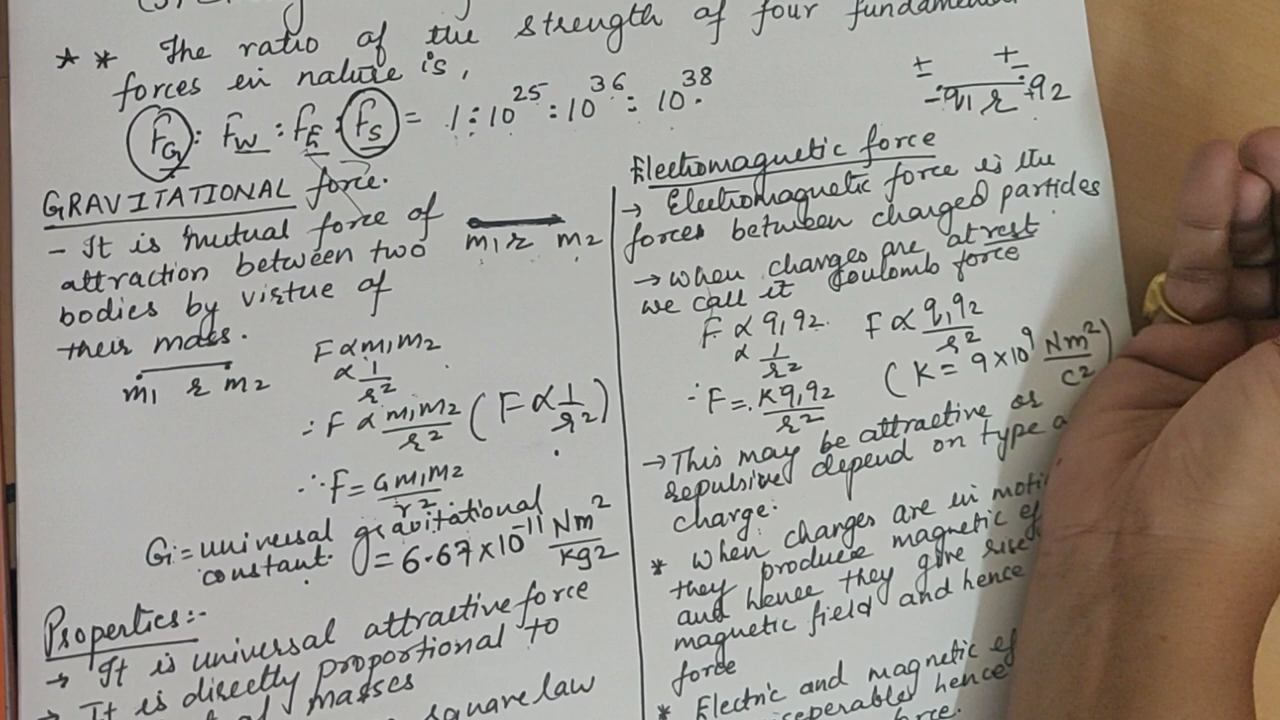 ** The ratio of the strength of four
forces in nature is,
FG : FW : FE : FS = 1 : 10^25 : 10^36 : 10^38.
± ±
-q1 r +q2
GRAVITATIONAL force.
- It is mutual force of
attraction between two
bodies by virtue of
their mass.
m1 r m2
m1 r m2
F ∝ m1m2
∝ 1/r2
∴ F ∝ m1m2/r2 (F ∝ 1/r2)
∴ F = Gm1m2/r2
G = universal gravitational
constant. = 6.67×10^-11 Nm2/kg2
Properties:-
→ It is universal attractive force
→ It is directly proportional to
masses
square law
Electromagnetic force
→ Electromagnetic force is the
forces between charged particles
→ When charges are at rest
we call it Coulomb force
F ∝ q1q2. F ∝ q1q2/r2
∝ 1/r2
∴ F = Kq1q2/r2 (K = 9×10^9 Nm2/C2)
→ This may be attractive or
repulsive depend on type
charge.
* When charges are in
they produce magnetic
and hence they give rise
magnetic field and hence
force
* Electric and magnetic
hence